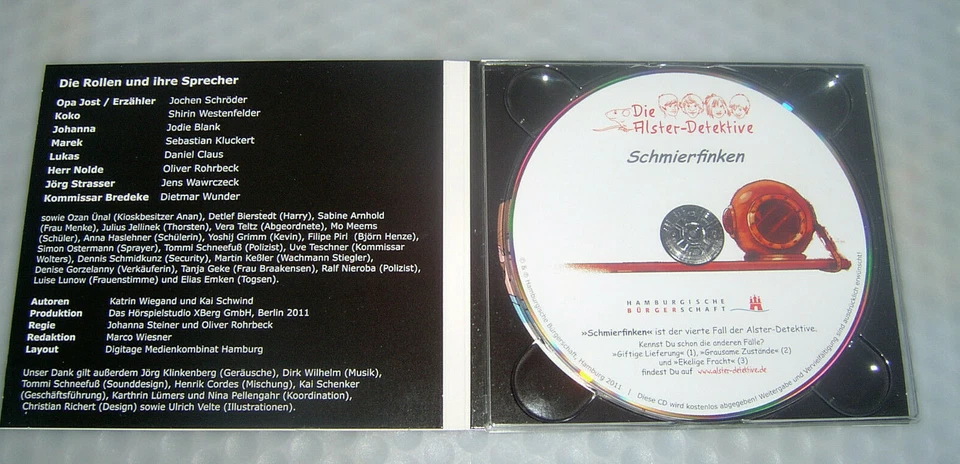 Die Rollen und ihre Sprecher
Opa Jost / Erzähler Jochen Schröder
Koko Shirin Westenfelder
Johanna Jodie Blank
Marek Sebastian Kluckert
Lukas Daniel Claus
Herr Nolde Oliver Rohrbeck
Jörg Strasser Jens Wawrczeck
Kommissar Bredeke Dietmar Wunder
sowie Ozan Ünal (Kioskbesitzer Anan), Detlef Bierstedt (Harry), Sabine Arnhold
(Frau Menke), Julius Jellinek (Thorsten), Vera Teltz (Abgeordnete), Mo Meems
(Schüler), Anna Haslehner (Schülerin), Yoshij Grimm (Kevin), Filipe Pirl (Björn Henze),
Simon Ostermann (Sprayer), Tommi Schneefuß (Polizist), Uve Teschner (Kommissar
Wolters), Dennis Schmidkunz (Security), Martin Keßler (Wachmann Stiegler),
Denise Gorzelanny (Verkäuferin), Tanja Geke (Frau Braakensen), Ralf Nieroba (Polizist),
Luise Lunow (Frauenstimme) und Elias Emken (Togsen).
Autoren Katrin Wiegand und Kai Schwind
Produktion Das Hörspielstudio XBerg GmbH, Berlin 2011
Regie Johanna Steiner und Oliver Rohrbeck
Redaktion Marco Wiesner
Layout Digitage Medienkombinat Hamburg
Unser Dank gilt außerdem Jörg Klinkenberg (Geräusche), Dirk Wilhelm (Musik),
Tommi Schneefuß (Sounddesign), Henrik Cordes (Mischung), Kai Schenker
(Geschäftsführung), Karthrin Lümers und Nina Pellengahr (Koordination),
Christian Richert (Design) sowie Ulrich Velte (Illustrationen).
Die
Alster-Detektive
Schmierfinken
HAMBURGISCHE
BÜRGERSCHAFT
»Schmierfinken« ist der vierte Fall der Alster-Detektive.
Kennst Du schon die anderen Fälle?
»Giftige Lieferung« (1), »Grausame Zustände« (2)
und »Ekelige Fracht« (3)
findest Du auf www.alster-detektive.de
© & ℗ Hamburgische Bürgerschaft, Hamburg 2011 | Diese CD wird kostenlos abgegeben! Weitergabe und Vervielfältigung sind ausdrücklich erwünscht!